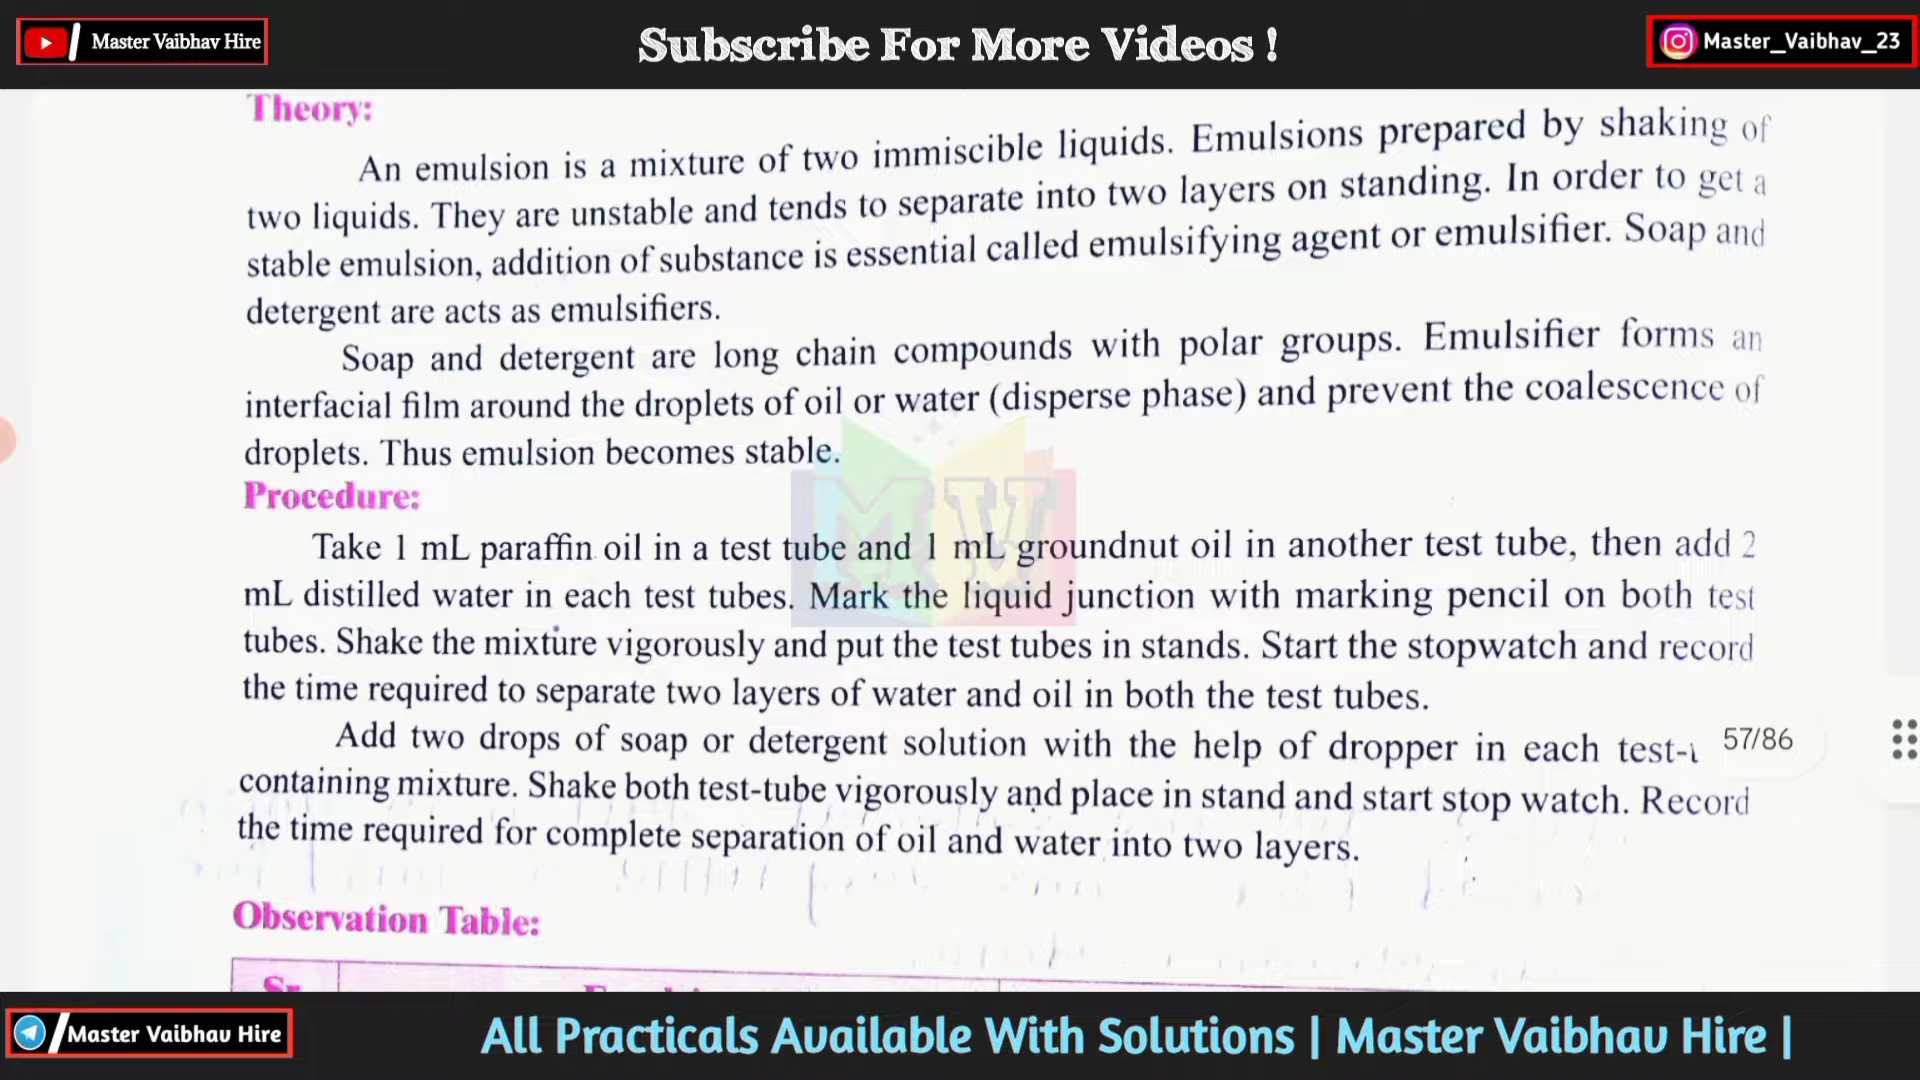 Master Vaibhav Hire
Subscribe For More Videos !
Master_Vaibhav_23
Theory:
An emulsion is a mixture of two immiscible liquids. Emulsions prepared by shaking of
two liquids. They are unstable and tends to separate into two layers on standing. In order to get a
stable emulsion, addition of substance is essential called emulsifying agent or emulsifier. Soap and
detergent are acts as emulsifiers.
Soap and detergent are long chain compounds with polar groups. Emulsifier forms an
interfacial film around the droplets of oil or water (disperse phase) and prevent the coalescence of
droplets. Thus emulsion becomes stable.
MV
Procedure:
Take 1 mL paraffin oil in a test tube and 1 mL groundnut oil in another test tube, then add 2
mL distilled water in each test tubes. Mark the liquid junction with marking pencil on both test
tubes. Shake the mixture vigorously and put the test tubes in stands. Start the stopwatch and record
the time required to separate two layers of water and oil in both the test tubes.
Add two drops of soap or detergent solution with the help of dropper in each test-
57/86
containing mixture. Shake both test-tube vigorously and place in stand and start stop watch. Record
the time required for complete separation of oil and water into two layers.
Observation Table:
Sr.
Master Vaibhav Hire
All Practicals Available With Solutions | Master Vaibhav Hire |